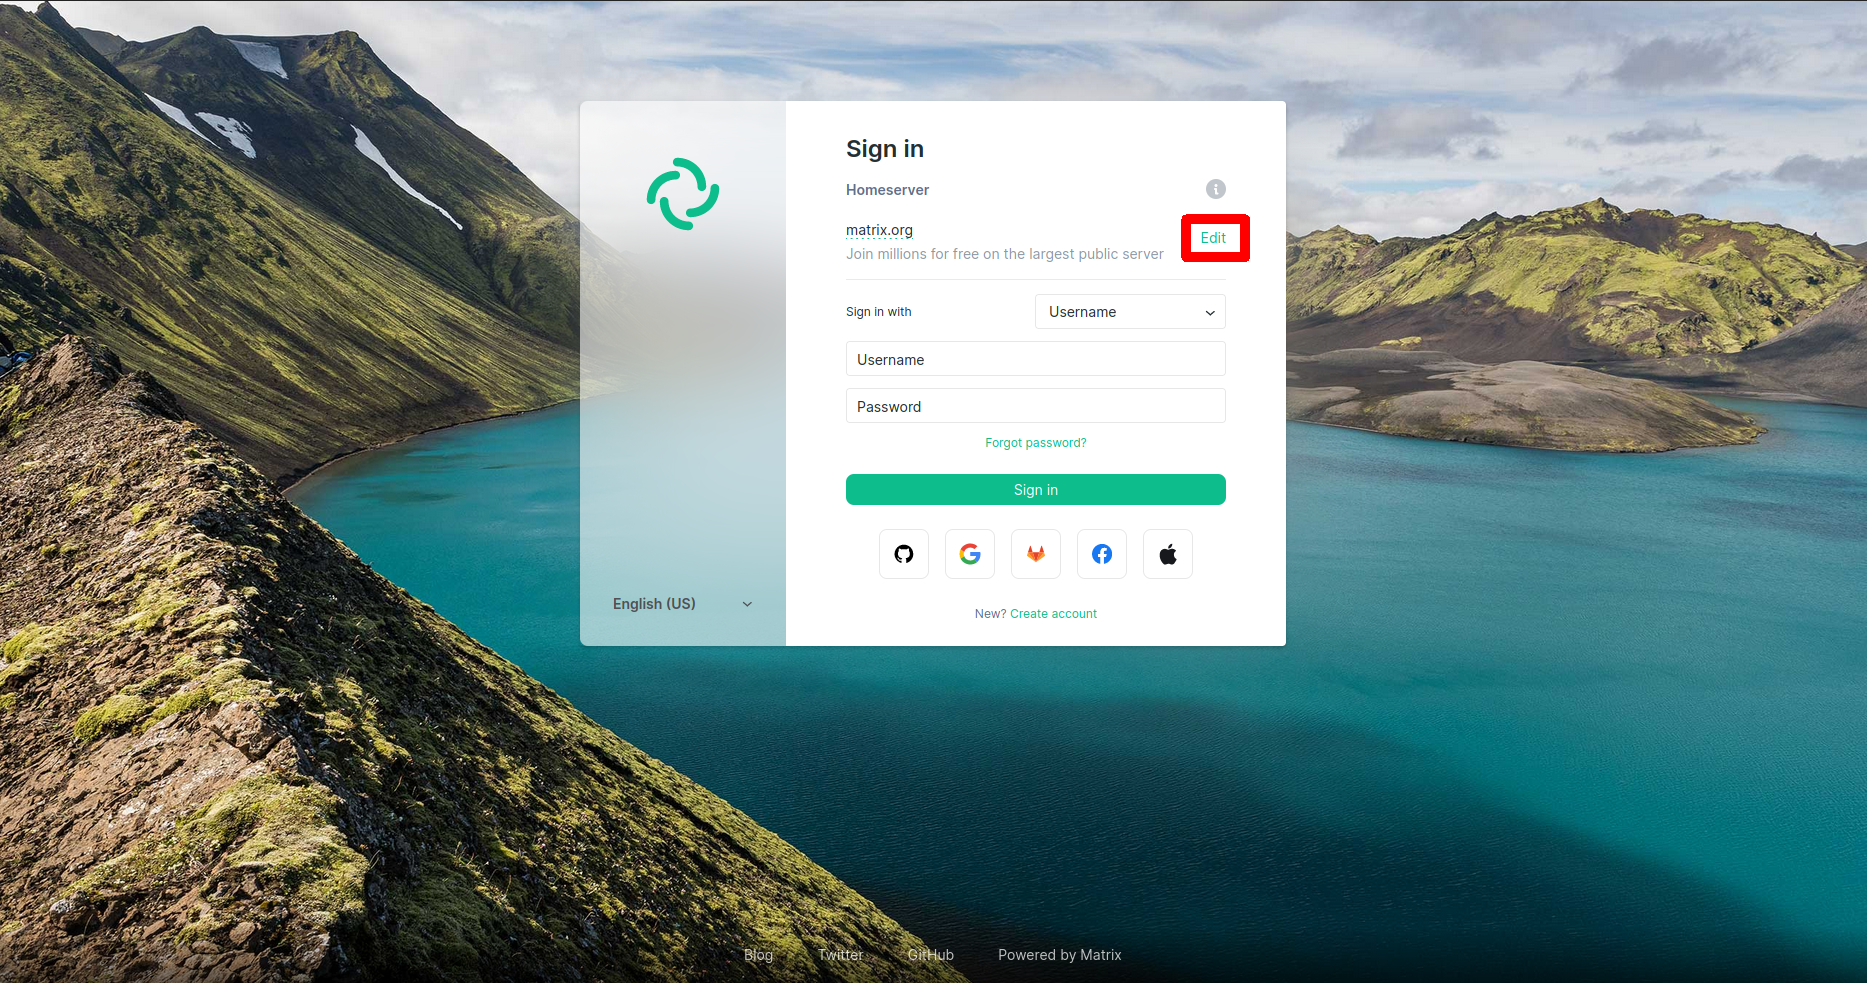 Sign in
Homeserver
matrix.org
Edit
Join millions for free on the largest public server
Sign in with
Username
Username
Password
Forgot password?
Sign in
English (US)
New? Create account
Blog Twitter GitHub Powered by Matrix